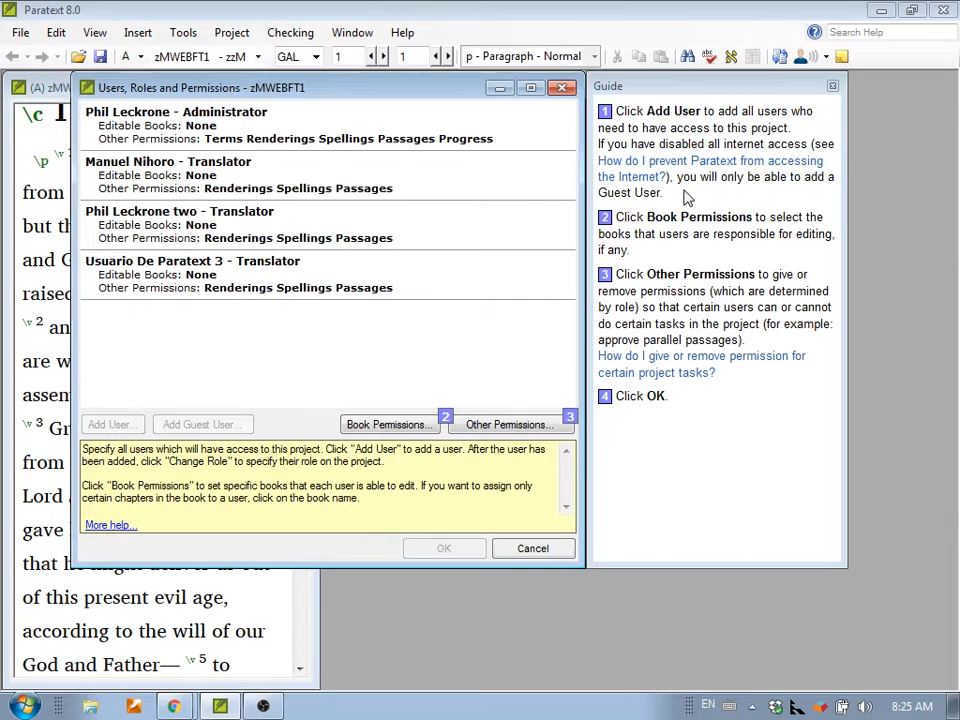 Paratext 8.0
File Edit View Insert Tools Project Checking Window Help
Search Help
A zMWEBFT1 - zzM GAL 1 1 p - Paragraph - Normal
(A) zMW
Users, Roles and Permissions - zMWEBFT1
Phil Leckrone - Administrator
Editable Books: None
Other Permissions: Terms Renderings Spellings Passages Progress
Manuel Nihoro - Translator
Editable Books: None
Other Permissions: Renderings Spellings Passages
Phil Leckrone two - Translator
Editable Books: None
Other Permissions: Renderings Spellings Passages
Usuario De Paratext 3 - Translator
Editable Books: None
Other Permissions: Renderings Spellings Passages
Add User... Add Guest User... Book Permissions... 2 Other Permissions... 3
Specify all users which will have access to this project. Click "Add User" to add a user. After the user
has been added, click "Change Role" to specify their role on the project.
Click "Book Permissions" to set specific books that each user is able to edit. If you want to assign only
certain chapters in the book to a user, click on the book name.
More help...
OK Cancel
Guide
1 Click Add User to add all users who
need to have access to this project.
If you have disabled all internet access (see
How do I prevent Paratext from accessing
the Internet?), you will only be able to add a
Guest User.
2 Click Book Permissions to select the
books that users are responsible for editing,
if any.
3 Click Other Permissions to give or
remove permissions (which are determined
by role) so that certain users can or cannot
do certain tasks in the project (for example:
approve parallel passages).
How do I give or remove permission for
certain project tasks?
4 Click OK.
\c
\p \v
from
but th
and G
raised
\v 2 an
are w
assen
\v 3 Gr
from
Lord
gave
that he
of this present evil age,
according to the will of our
God and Father— \v 5 to
EN 8:25 AM